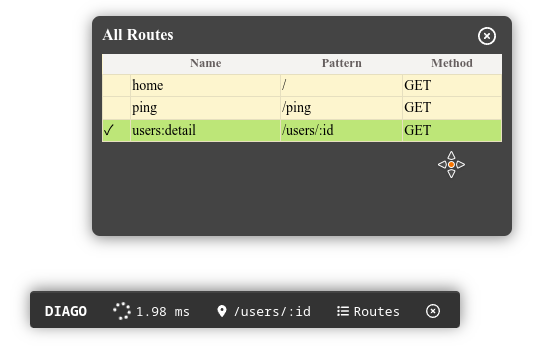 All Routes
Name Pattern Method
home / GET
ping /ping GET
✓ users:detail /users/:id GET
DIAGO 1.98 ms /users/:id Routes